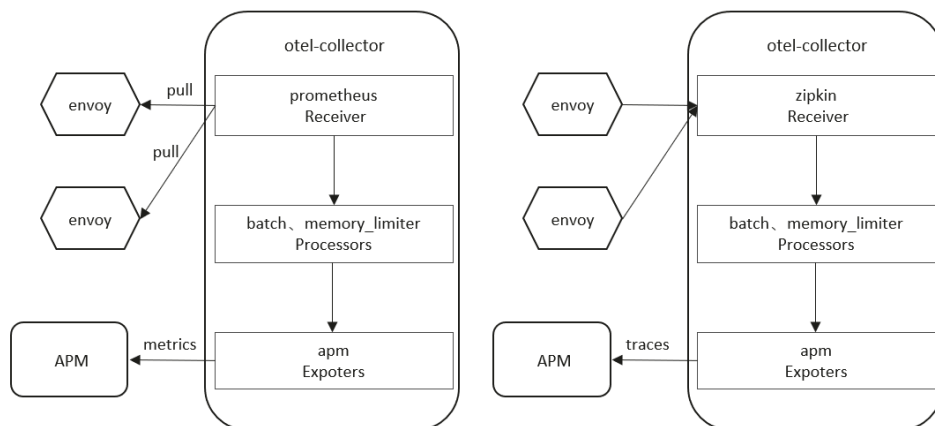 otel-collector
pull
envoy
prometheus
Receiver
pull
envoy
batch、memory_limiter
Processors
metrics
APM
apm
Expoters
otel-collector
envoy
zipkin
Receiver
envoy
batch、memory_limiter
Processors
traces
APM
apm
Expoters